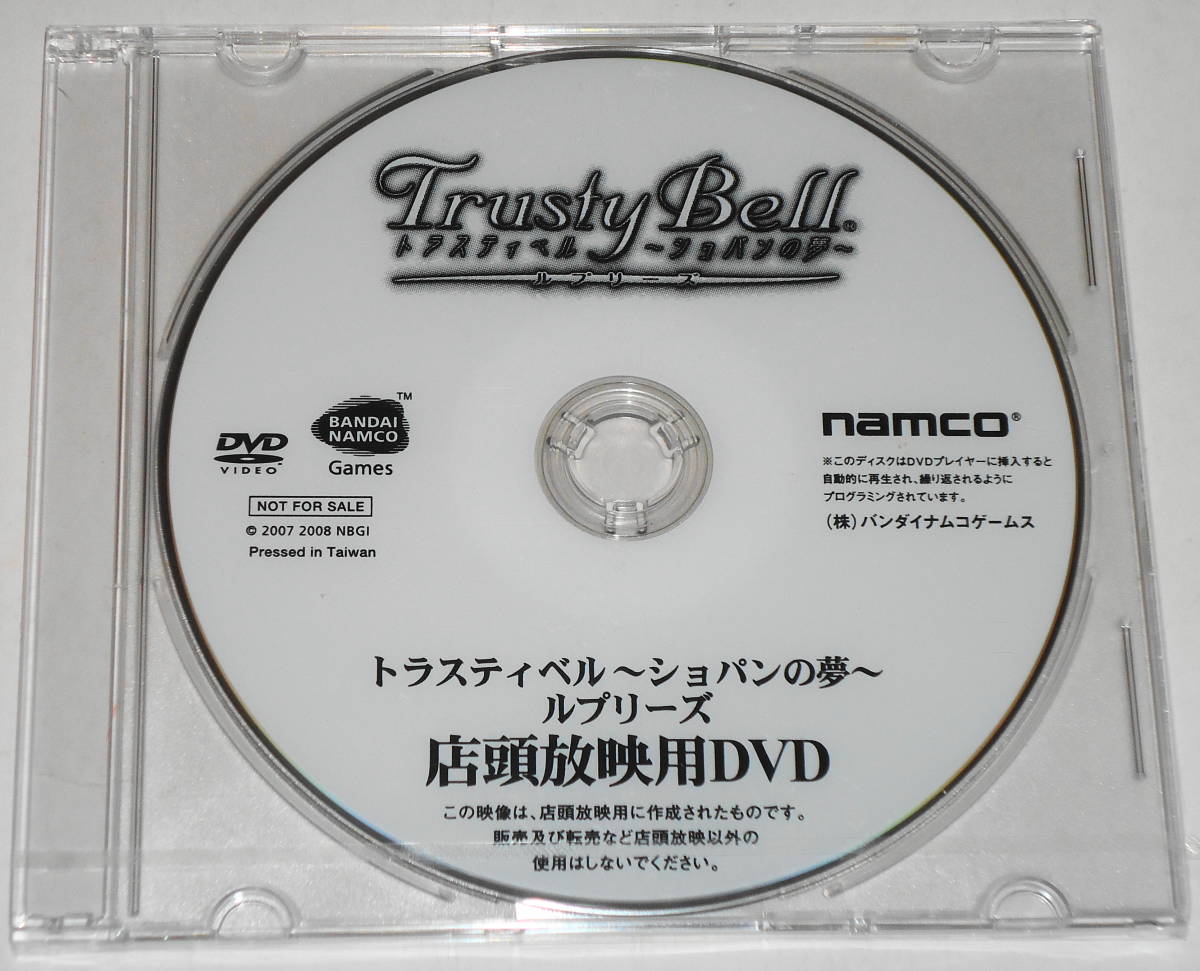 Trusty Bell®
トラスティベル ～ショパンの夢～
ルプリーズ
DVD
VIDEO
BANDAI
NAMCO
Games
™
NOT FOR SALE
© 2007 2008 NBGI
Pressed in Taiwan
namco®
※このディスクはDVDプレイヤーに挿入すると
自動的に再生され、繰り返されるように
プログラミングされています。
（株）バンダイナムコゲームス
トラスティベル～ショパンの夢～
ルプリーズ
店頭放映用DVD
この映像は、店頭放映用に作成されたものです。
販売及び転売など店頭放映以外の
使用はしないでください。